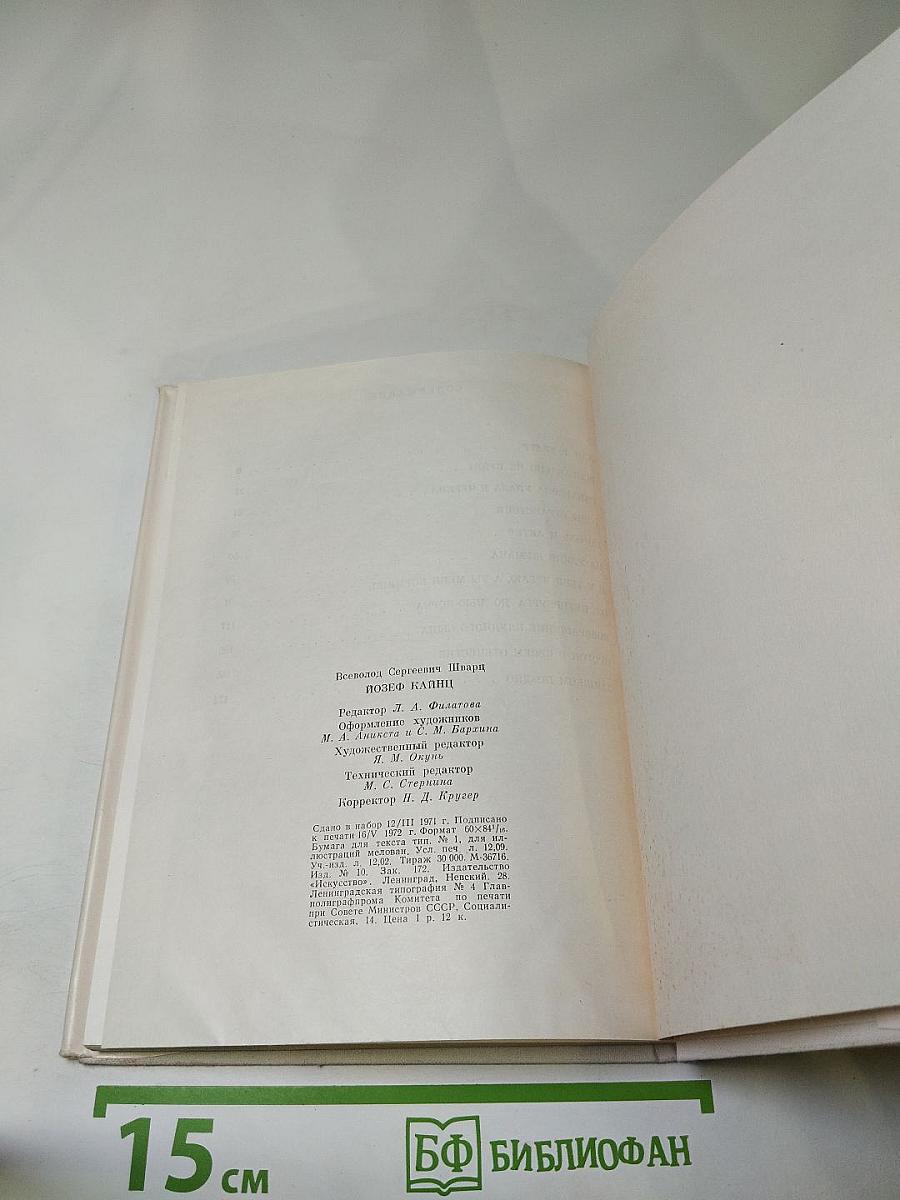 Всеволод Сергеевич Шварц
ЙОЗЕФ КАЙНЦ
Редактор Л. А. Филатова
Оформление художников
М. А. Аникста и С. М. Бархина
Художественный редактор
Я. М. Окунь
Технический редактор
М. С. Стернина
Корректор Н. Д. Кругер
Сдано в набор 12/III 1971 г. Подписано
к печати 16/V 1972 г. Формат 60×84¹/₁₆.
Бумага для текста тип. № 1, для ил-
люстраций мелован. Усл. печ. л. 12,09.
Уч.-изд. л. 12,02. Тираж 30 000. М-36716.
Изд. № 10. Зак. 172. Издательство
«Искусство». Ленинград, Невский, 28.
Ленинградская типография № 4 Глав-
полиграфпрома Комитета по печати
при Совете Министров СССР, Социали-
стическая, 14. Цена 1 р. 12 к.
15 см
БФ БИБЛИОФАН